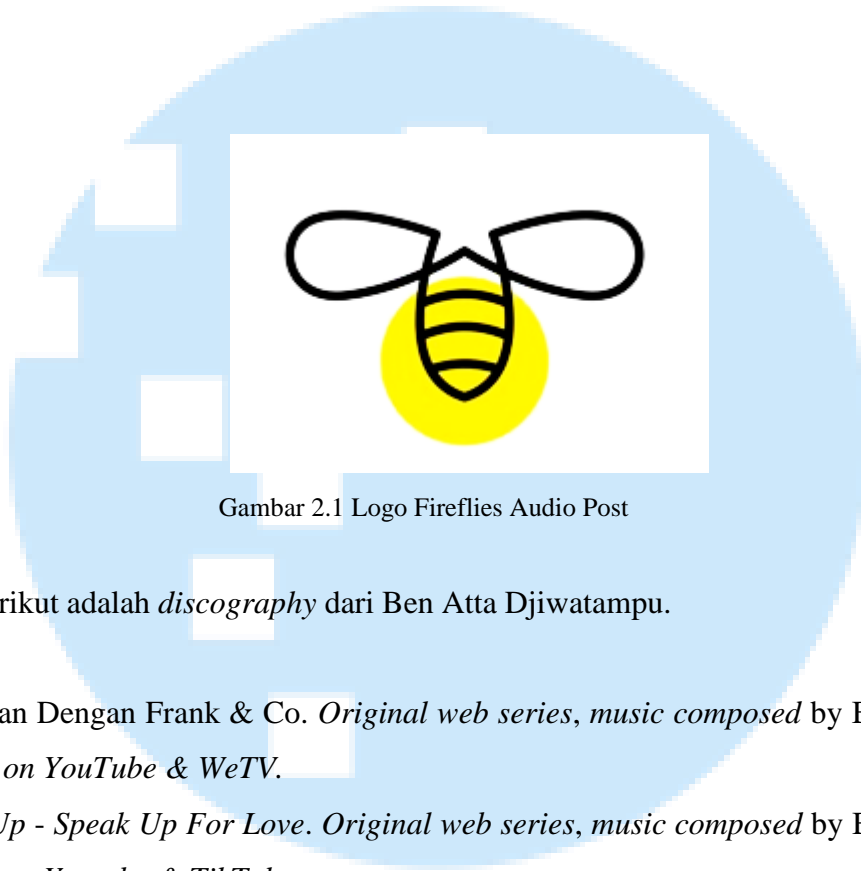 Gambar 2.1 Logo Fireflies Audio Post
rikut adalah discography dari Ben Atta Djiwatampu.
an Dengan Frank & Co. Original web series, music composed by
on YouTube & WeTV.
Up - Speak Up For Love. Original web series, music composed by